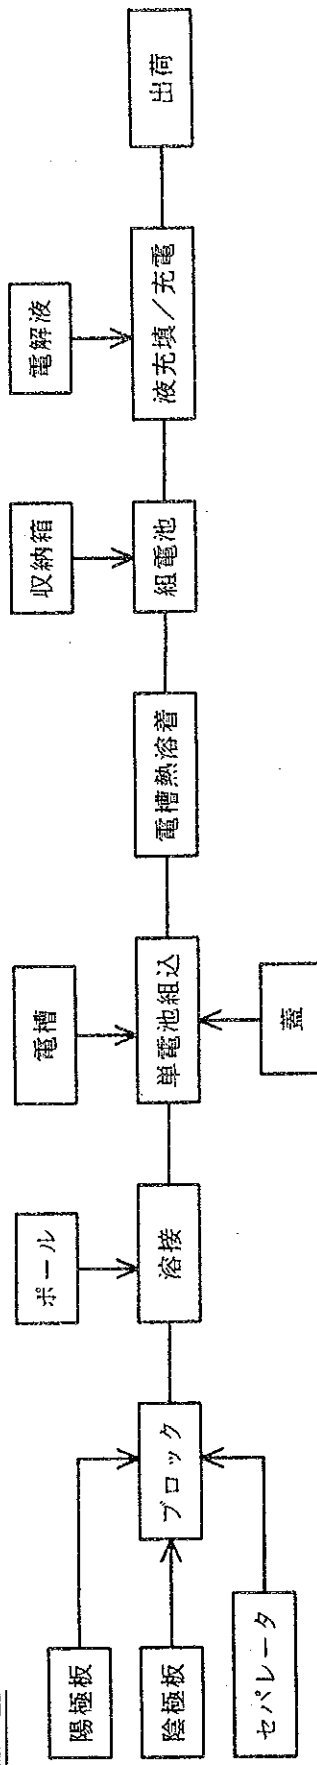 陽極板
陰極板
セパレータ
ブロック
ポール
溶接
電槽
単電池組込
蓋
電槽熱溶着
収納箱
組電池
電解液
液充填／充電
出荷